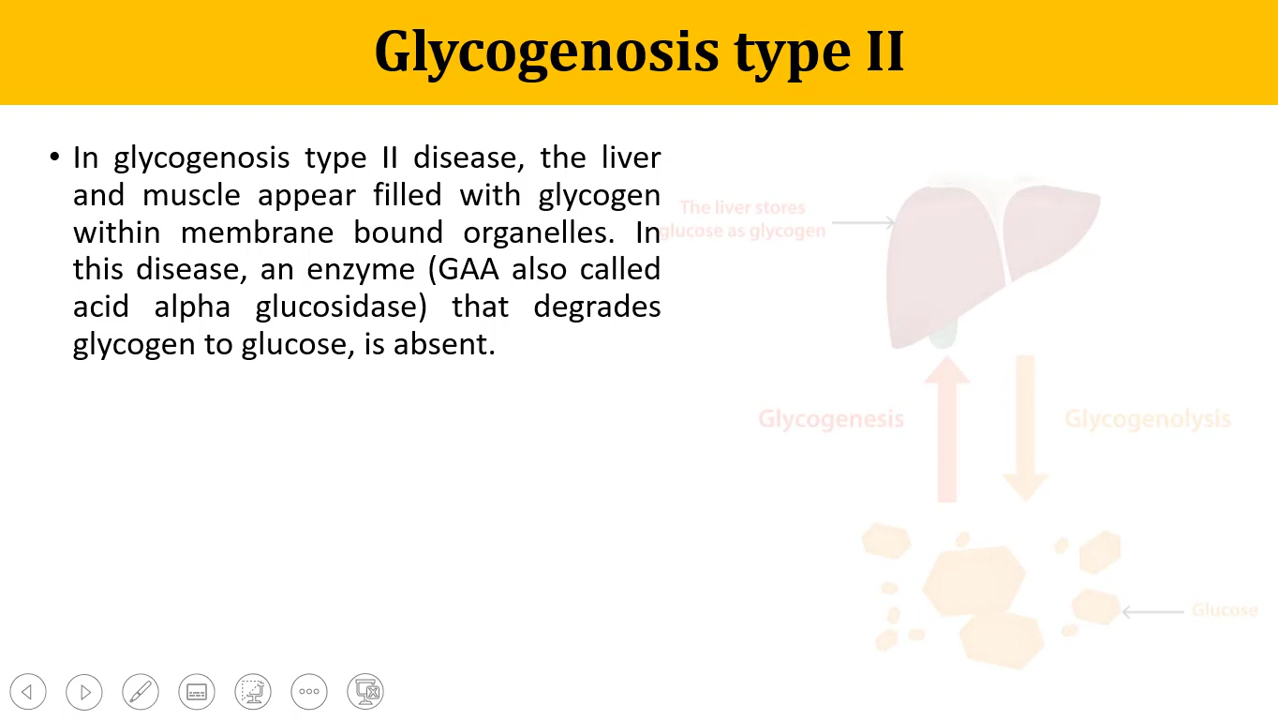 Glycogenosis type II
• In glycogenosis type II disease, the liver
and muscle appear filled with glycogen
within membrane bound organelles. In
this disease, an enzyme (GAA also called
acid alpha glucosidase) that degrades
glycogen to glucose, is absent.
The liver stores
glucose as glycogen
Glycogenesis
Glycogenolysis
Glucose